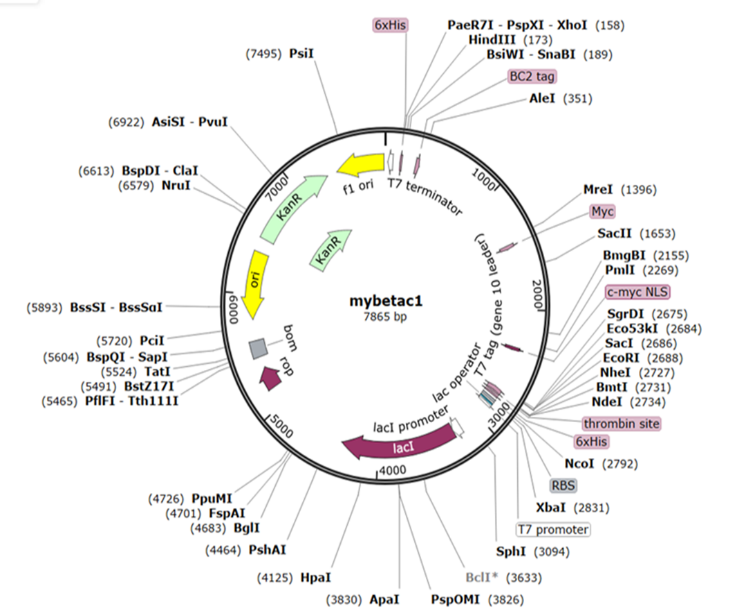 6xHis
PaeR7I - PspXI - XhoI (158)
HindIII (173)
BsiWI - SnaBI (189)
BC2 tag
AleI (351)
(7495) PsiI
(6922) AsiSI - PvuI
(6613) BspDI - ClaI
(6579) NruI
f1 ori
T7 terminator
1000
7000
KanR
KanR
MreI (1396)
Myc
SacII (1653)
BmgBI (2155)
PmlI (2269)
c-myc NLS
SgrDI (2675)
Eco53kI (2684)
SacI (2686)
EcoRI (2688)
NheI (2727)
BmtI (2731)
NdeI (2734)
thrombin site
6xHis
NcoI (2792)
RBS
XbaI (2831)
T7 promoter
SphI (3094)
2000
T7 tag (gene 10 leader)
mybetac1
7865 bp
ori
6000
(5893) BssSI - BssSαI
(5720) PciI
(5604) BspQI - SapI
(5524) TatI
(5491) BstZ17I
(5465) PflFI - Tth111I
bom
rop
lac operator
lacI promoter
lacI
3000
5000
4000
(4726) PpuMI
(4701) FspAI
(4683) BglI
(4464) PshAI
(4125) HpaI
(3830) ApaI
PspOMI (3826)
BclI* (3633)